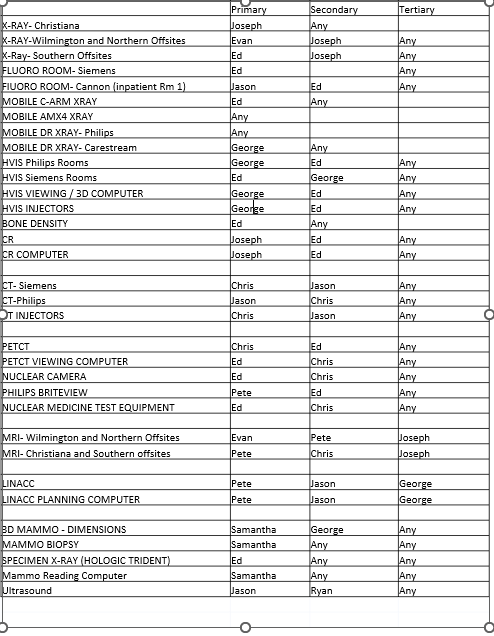 Primary Secondary Tertiary
X-RAY- Christiana Joseph Any
X-RAY-Wilmington and Northern Offsites Evan Joseph Any
X-Ray- Southern Offsites Ed Joseph Any
FLUORO ROOM- Siemens Ed Any
FIUORO ROOM- Cannon (inpatient Rm 1) Jason Ed Any
MOBILE C-ARM XRAY Ed Any
MOBILE AMX4 XRAY Any
MOBILE DR XRAY- Philips Any
MOBILE DR XRAY- Carestream George Any
HVIS Philips Rooms George Ed Any
HVIS Siemens Rooms Ed George Any
HVIS VIEWING / 3D COMPUTER George Ed Any
HVIS INJECTORS George Ed Any
BONE DENSITY Ed Any
CR Joseph Ed Any
CR COMPUTER Joseph Ed Any
CT- Siemens Chris Jason Any
CT-Philips Jason Chris Any
T INJECTORS Chris Jason Any
PETCT Chris Ed Any
PETCT VIEWING COMPUTER Ed Chris Any
NUCLEAR CAMERA Ed Chris Any
PHILIPS BRITEVIEW Pete Ed Any
NUCLEAR MEDICINE TEST EQUIPMENT Ed Chris Any
MRI- Wilmington and Northern Offsites Evan Pete Joseph
MRI- Christiana and Southern offsites Pete Chris Joseph
LINACC Pete Jason George
LINACC PLANNING COMPUTER Pete Jason George
3D MAMMO - DIMENSIONS Samantha George Any
MAMMO BIOPSY Samantha Any Any
SPECIMEN X-RAY (HOLOGIC TRIDENT) Ed Any Any
Mammo Reading Computer Samantha Any Any
Ultrasound Jason Ryan Any